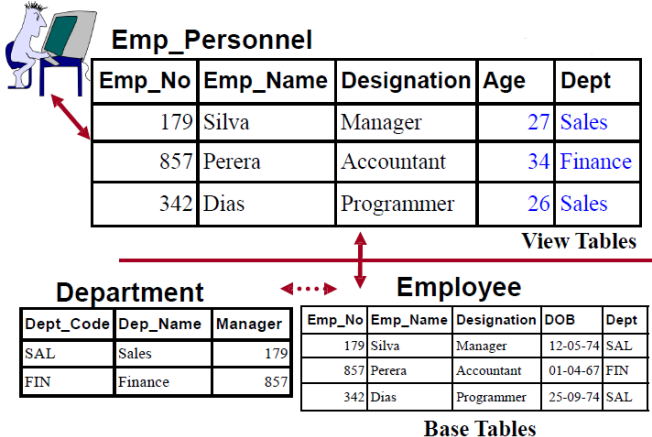 Emp_Personnel
Emp_No Emp_Name Designation Age Dept
179 Silva Manager 27 Sales
857 Perera Accountant 34 Finance
342 Dias Programmer 26 Sales
View Tables
Department
Dept_Code Dep_Name Manager
SAL Sales 179
FIN Finance 857
Employee
Emp_No Emp_Name Designation DOB Dept
179 Silva Manager 12-05-74 SAL
857 Perera Accountant 01-04-67 FIN
342 Dias Programmer 25-09-74 SAL
Base Tables